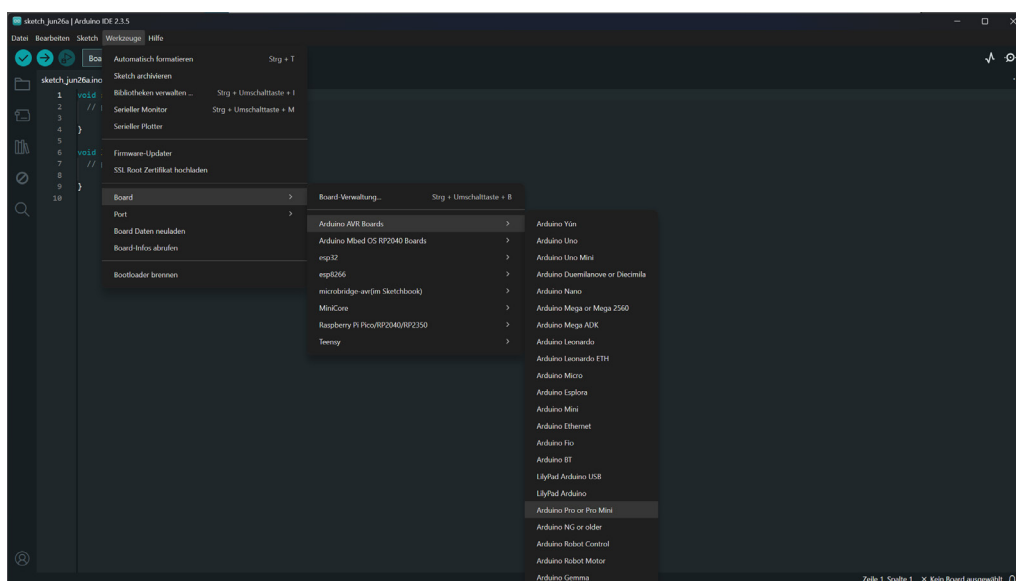 sketch_jun26a | Arduino IDE 2.3.5
Datei Bearbeiten Sketch Werkzeuge Hilfe
Boa
sketch_jun26a.ino
1 void
2 //
3
4 }
5
6 void
7 //
8
9 }
10
Automatisch formatieren Strg + T
Sketch archivieren
Bibliotheken verwalten ... Strg + Umschalttaste + I
Serieller Monitor Strg + Umschalttaste + M
Serieller Plotter
Firmware-Updater
SSL Root Zertifikat hochladen
Board
Port
Board Daten neuladen
Board-Infos abrufen
Bootloader brennen
Board-Verwaltung... Strg + Umschalttaste + B
Arduino AVR Boards
Arduino Mbed OS RP2040 Boards
esp32
esp8266
microbridge-avr(im Sketchbook)
MiniCore
Raspberry Pi Pico/RP2040/RP2350
Teensy
Arduino Yún
Arduino Uno
Arduino Uno Mini
Arduino Duemilanove or Diecimila
Arduino Nano
Arduino Mega or Mega 2560
Arduino Mega ADK
Arduino Leonardo
Arduino Leonardo ETH
Arduino Micro
Arduino Esplora
Arduino Mini
Arduino Ethernet
Arduino Fio
Arduino BT
LilyPad Arduino USB
LilyPad Arduino
Arduino Pro or Pro Mini
Arduino NG or older
Arduino Robot Control
Arduino Robot Motor
Arduino Gemma
Zeile 1, Spalte 1 × Kein Board ausgewählt